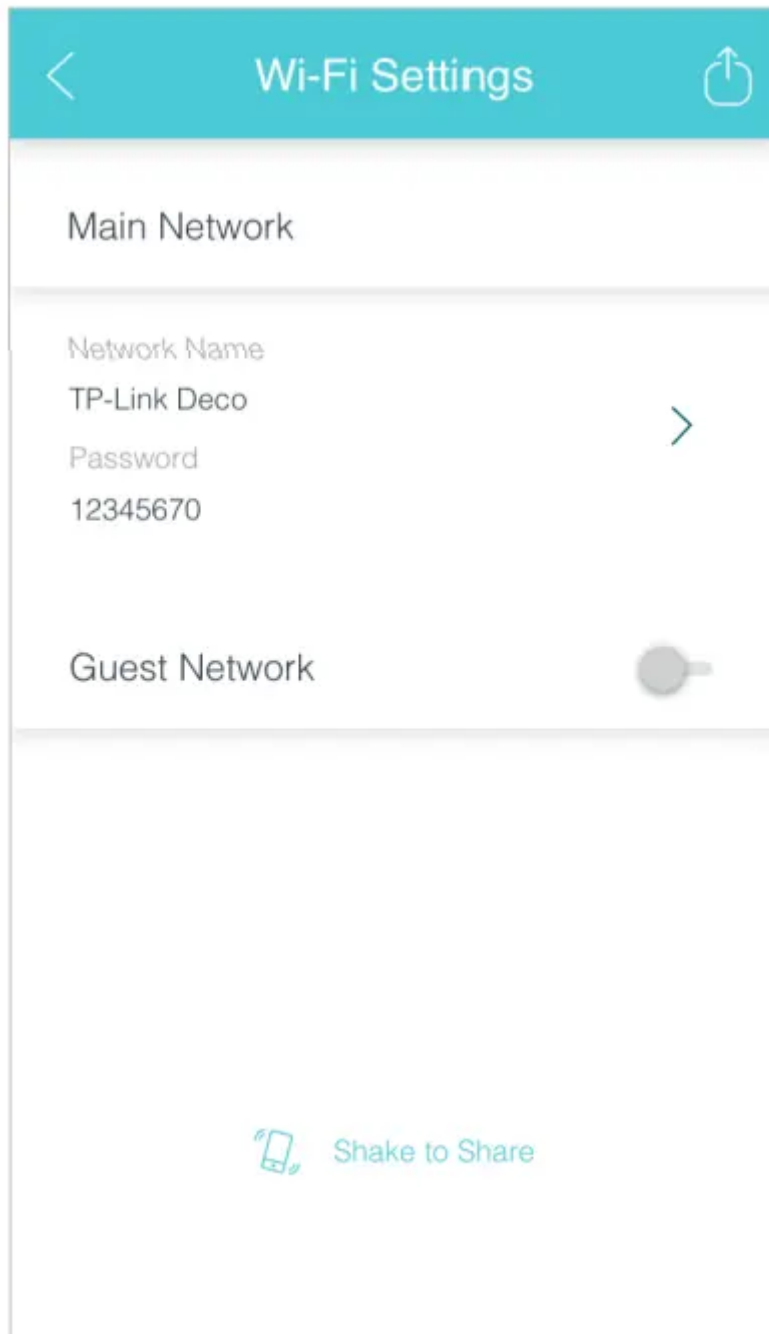 Wi-Fi Settings
Main Network
Network Name
TP-Link Deco
Password
12345670
Guest Network
Shake to Share